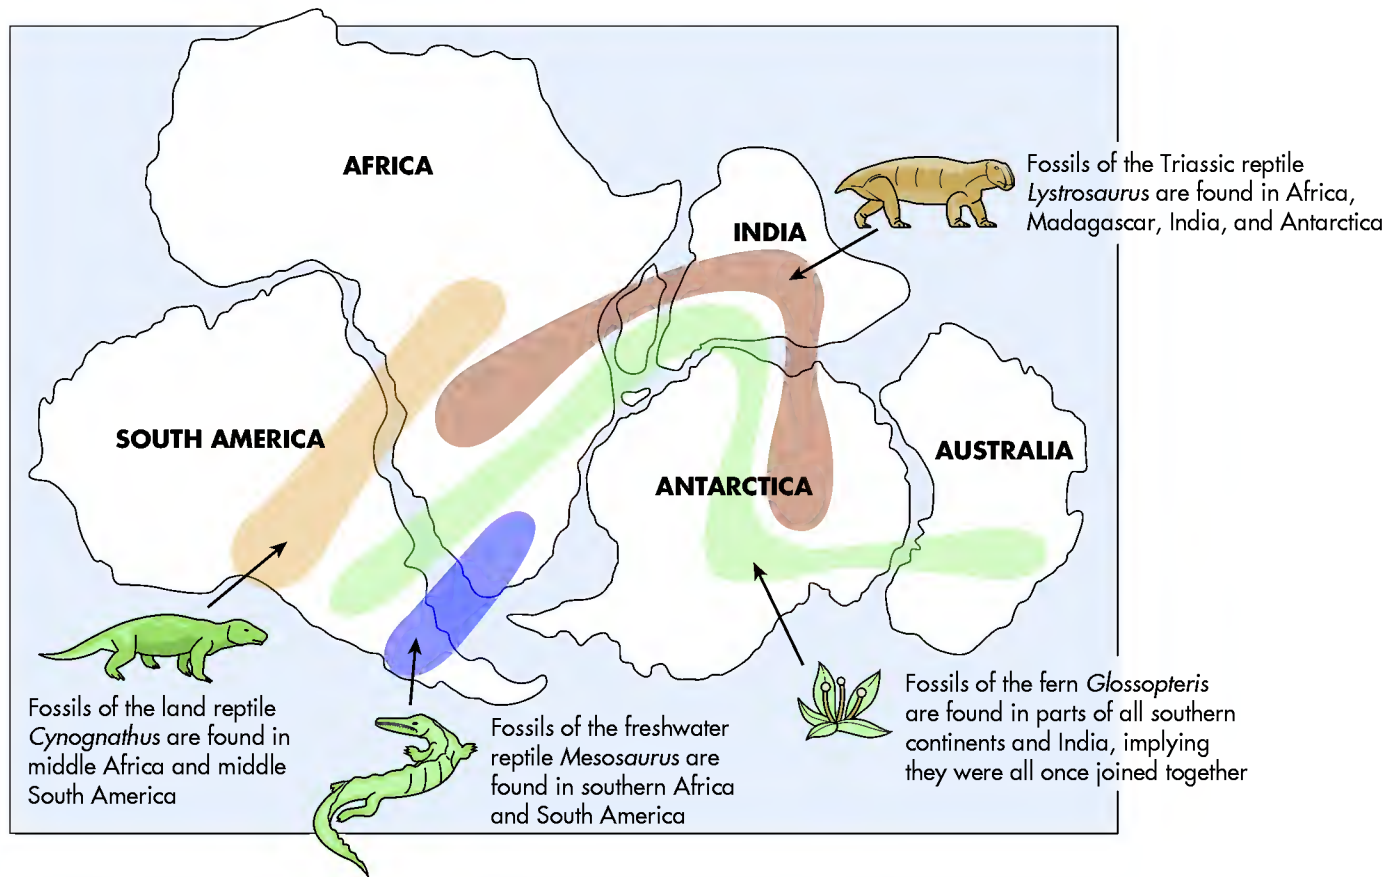 AFRICA
INDIA
Fossils of the Triassic reptile
Lystrosaurus are found in Africa,
Madagascar, India, and Antarctica
SOUTH AMERICA
ANTARCTICA
AUSTRALIA
Fossils of the land reptile
Cynognathus are found in
middle Africa and middle
South America
Fossils of the freshwater
reptile Mesosaurus are
found in southern Africa
and South America
Fossils of the fern Glossopteris
are found in parts of all southern
continents and India, implying
they were all once joined together